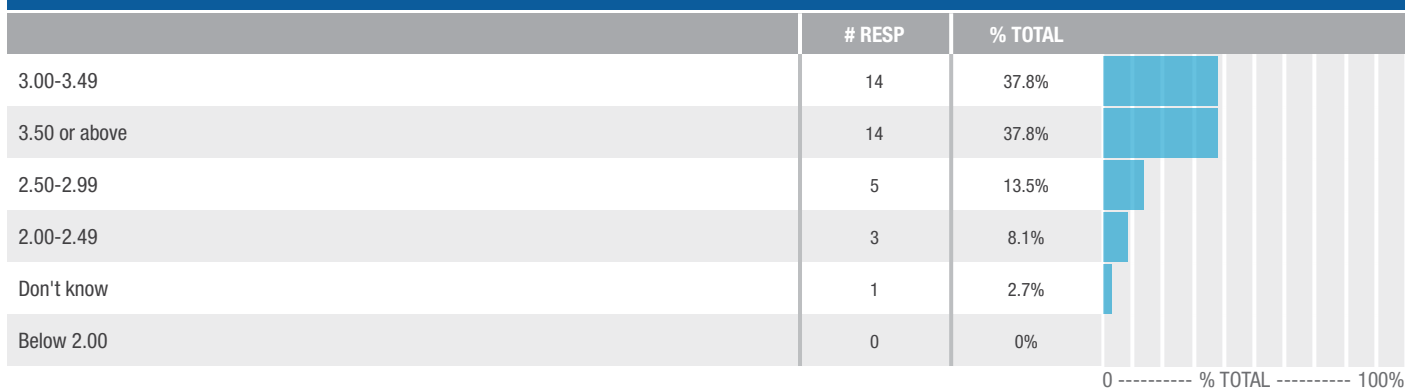 # RESP % TOTAL
3.00-3.49 14 37.8%
3.50 or above 14 37.8%
2.50-2.99 5 13.5%
2.00-2.49 3 8.1%
Don't know 1 2.7%
Below 2.00 0 0%
0 ---------- % TOTAL ---------- 100%